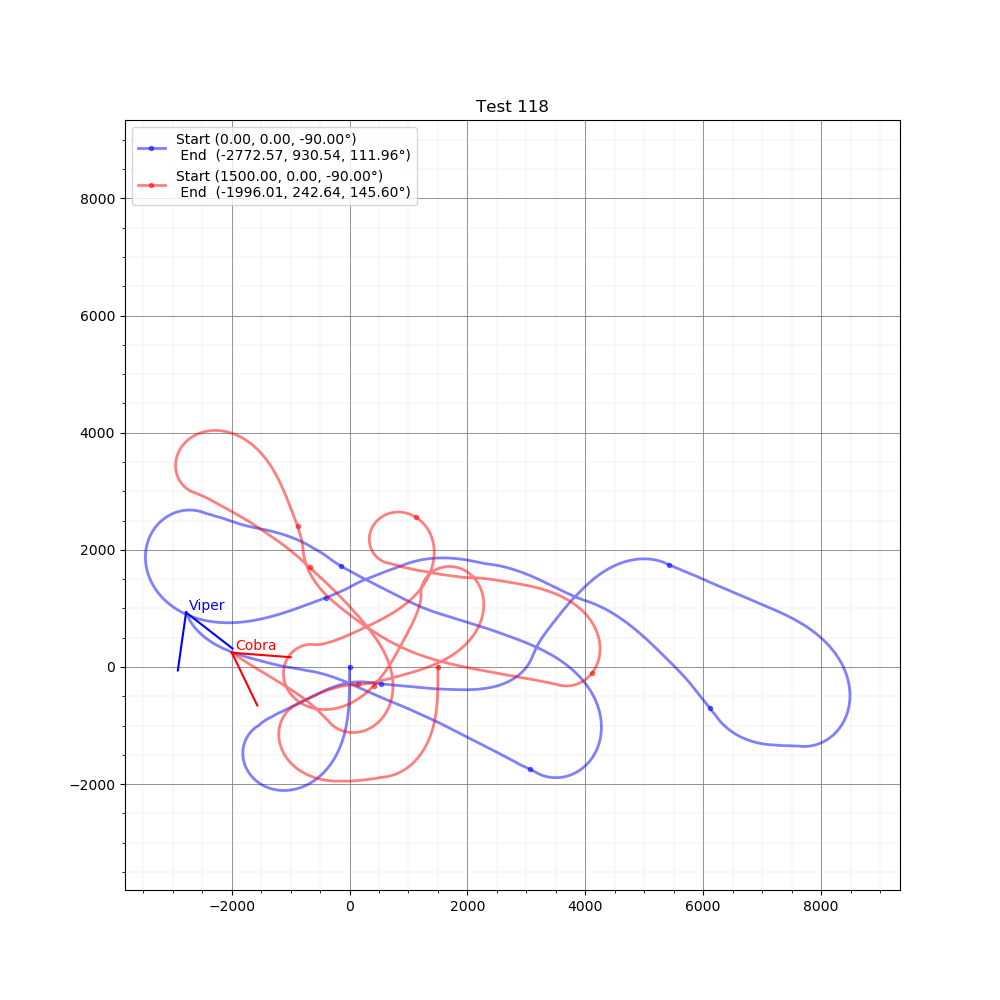 Test 118
Start (0.00, 0.00, -90.00°)
End  (-2772.57, 930.54, 111.96°)
Start (1500.00, 0.00, -90.00°)
End  (-1996.01, 242.64, 145.60°)
8000
6000
4000
2000
0
−2000
Viper
Cobra
−2000 0 2000 4000 6000 8000